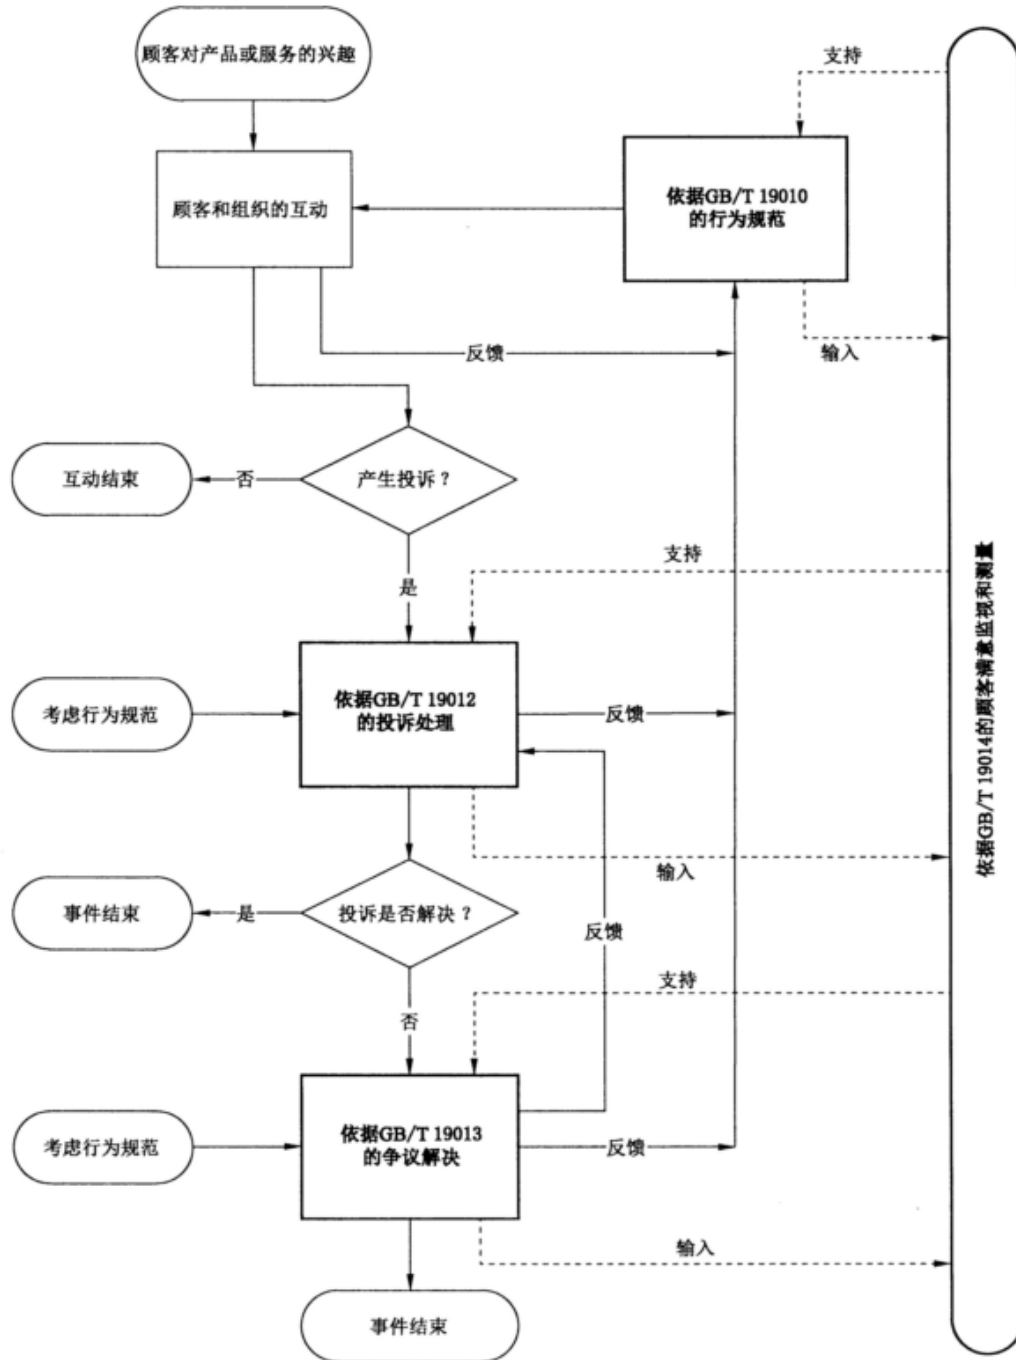 顾客对产品或服务的兴趣
支持
依据GB/T 19010
的行为规范
顾客和组织的互动
反馈
输入
互动结束
否
产生投诉？
支持
是
依据GB/T 19014的顾客满意监视和测量
考虑行为规范
依据GB/T 19012
的投诉处理
反馈
输入
事件结束
是
投诉是否解决？
反馈
支持
否
考虑行为规范
依据GB/T 19013
的争议解决
反馈
输入
事件结束